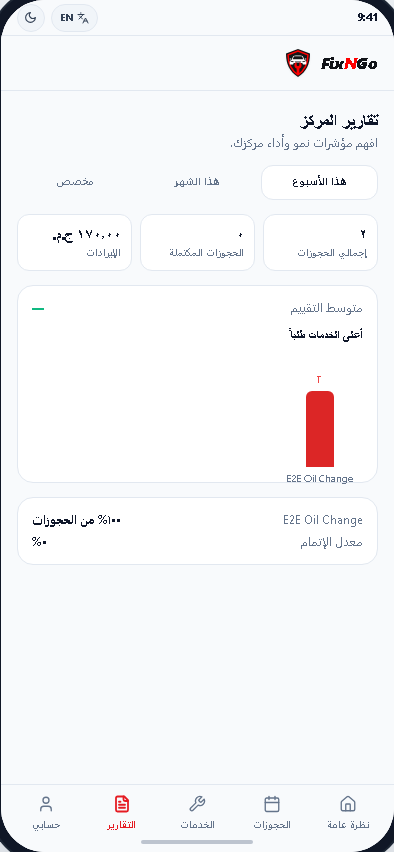 9:41
EN
FixNGo
تقارير المركز
افهم مؤشرات نمو وأداء مركزك.
هذا الأسبوع
هذا الشهر
مخصص
٢
إجمالي الحجوزات
٠
الحجوزات المكتملة
١٧٠٫٠٠ ج.م.
الإيرادات
متوسط التقييم
—
أعلى الخدمات طلباً
٢
E2E Oil Change
E2E Oil Change
١٠٠% من الحجوزات
معدل الإتمام
٠%
نظرة عامة
الحجوزات
الخدمات
التقارير
حسابي